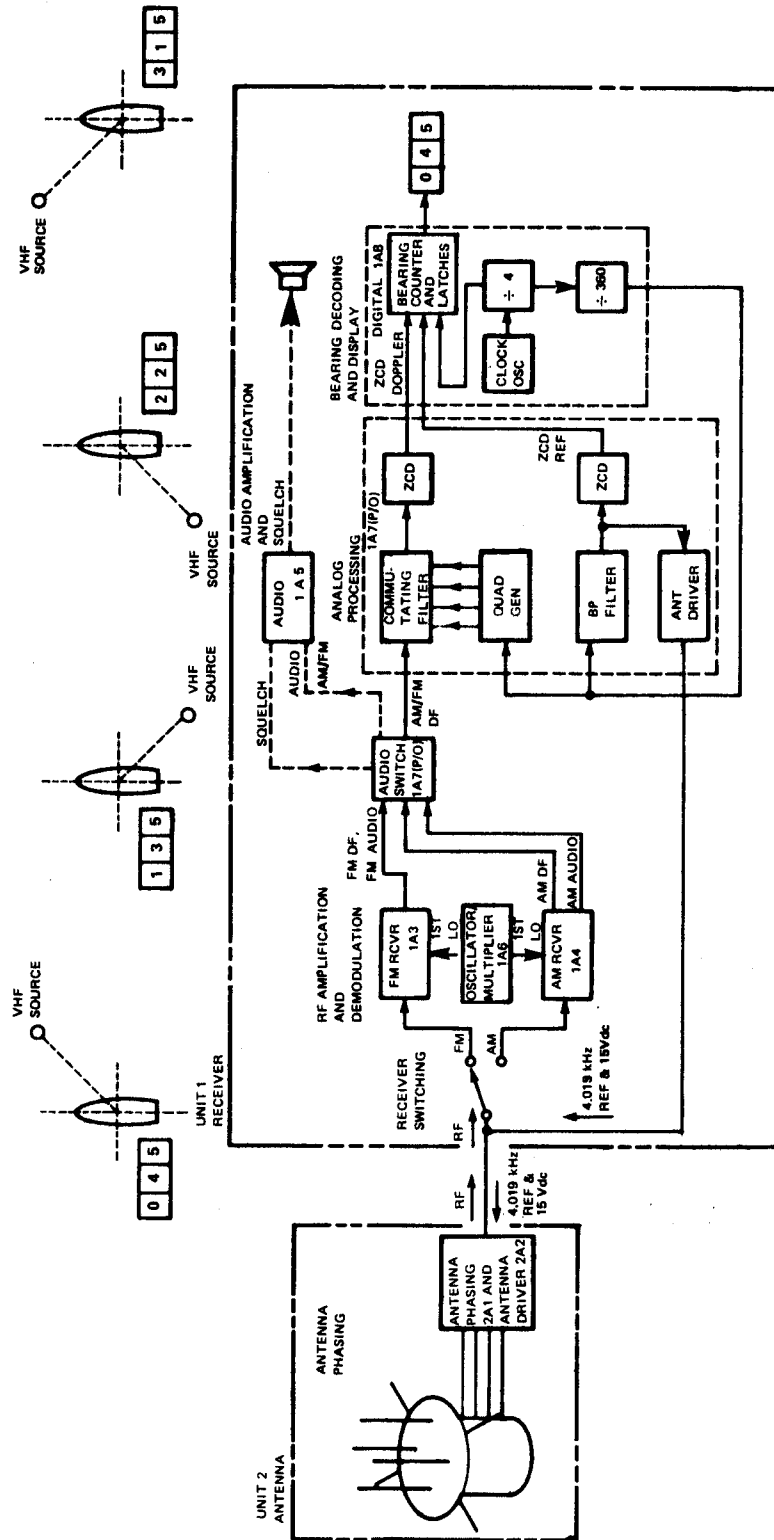 VHF
SOURCE
0 4 5
1 3 5
VHF
SOURCE
VHF
SOURCE
2 2 5
VHF
SOURCE
3 1 5
UNIT 2
ANTENNA
ANTENNA
PHASING
ANTENNA
PHASING
2A1 AND
ANTENNA
DRIVER 2A2
RF
4.019 kHz
REF &
15 Vdc
UNIT 1
RECEIVER
RF
RECEIVER
SWITCHING
FM
AM
4.019 kHz
REF & 15Vdc
RF AMPLIFICATION
AND
DEMODULATION
FM RCVR
1A3
1ST
LO
OSCILLATOR/
MULTIPLIER
1A6
1ST
LO
AM RCVR
1A4
FM DF,
FM AUDIO
AM DF
AM AUDIO
AUDIO
SWITCH
1A7(P/O)
SQUELCH
AUDIO
AM/FM
AM/FM
DF
AUDIO AMPLIFICATION
AND
SQUELCH
AUDIO
1 A 5
ANALOG
PROCESSING
1A7(P/O)
COMMU-
TATING
FILTER
ZCD
QUAD
GEN
BP
FILTER
ZCD
ZCD
REF
ANT
DRIVER
BEARING DECODING
AND DISPLAY
DIGITAL 1A8
ZCD
DOPPLER
BEARING
COUNTER
AND
LATCHES
CLOCK
OSC
÷ 4
÷ 360
0 4 5